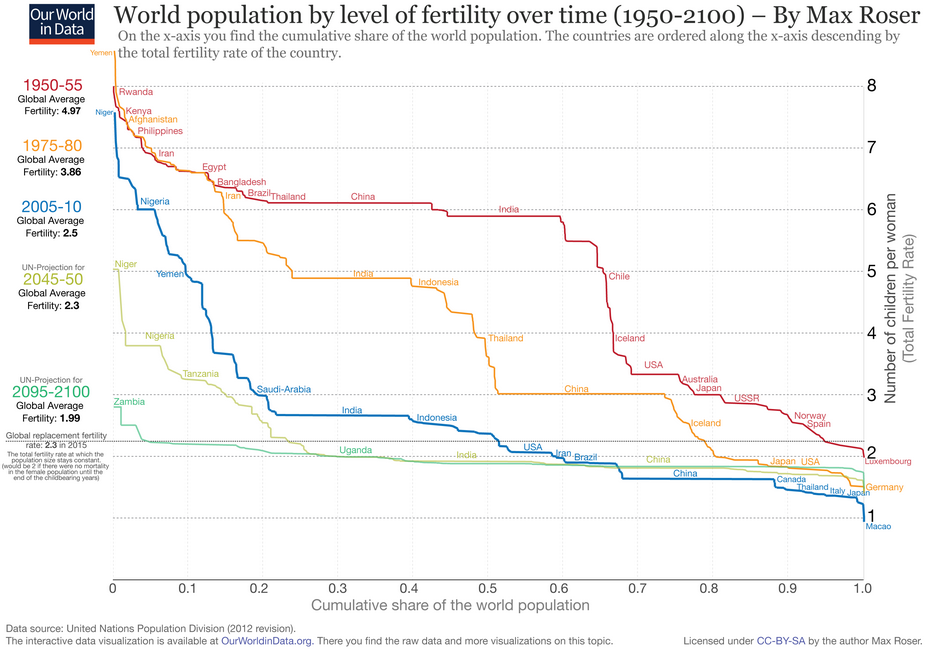 Our World
in Data
World population by level of fertility over time (1950-2100) – By Max Roser
On the x-axis you find the cumulative share of the world population. The countries are ordered along the x-axis descending by
the total fertility rate of the country.
1950-55
Global Average
Fertility: 4.97
1975-80
Global Average
Fertility: 3.86
2005-10
Global Average
Fertility: 2.5
UN-Projection for
2045-50
Global Average
Fertility: 2.3
UN-Projection for
2095-2100
Global Average
Fertility: 1.99
Global replacement fertility
rate: 2.3 in 2015
The total fertility rate at which the
population size stays constant.
(would be 2 if there were no mortality
in the female population until the
end of the childbearing years)
Yemen
Rwanda
Niger
Kenya
Afghanistan
Philippines
Iran
Egypt
Bangladesh
Iran
Brazil
Thailand
China
India
Nigeria
Niger
Yemen
India
Indonesia
Chile
Nigeria
Thailand
Iceland
Tanzania
USA
Saudi-Arabia
China
Australia
Japan
USSR
Zambia
India
Indonesia
Iceland
Norway
Spain
Uganda
India
USA
Iran
Brazil
China
Japan
USA
Luxembourg
China
Canada
Thailand
Italy
Japan
Germany
Macao
8
7
6
5
4
3
2
1
Number of children per woman
(Total Fertility Rate)
0
0.1
0.2
0.3
0.4
0.5
0.6
0.7
0.8
0.9
1.0
Cumulative share of the world population
Data source: United Nations Population Division (2012 revision).
The interactive data visualization is available at OurWorldinData.org. There you find the raw data and more visualizations on this topic.
Licensed under CC-BY-SA by the author Max Roser.